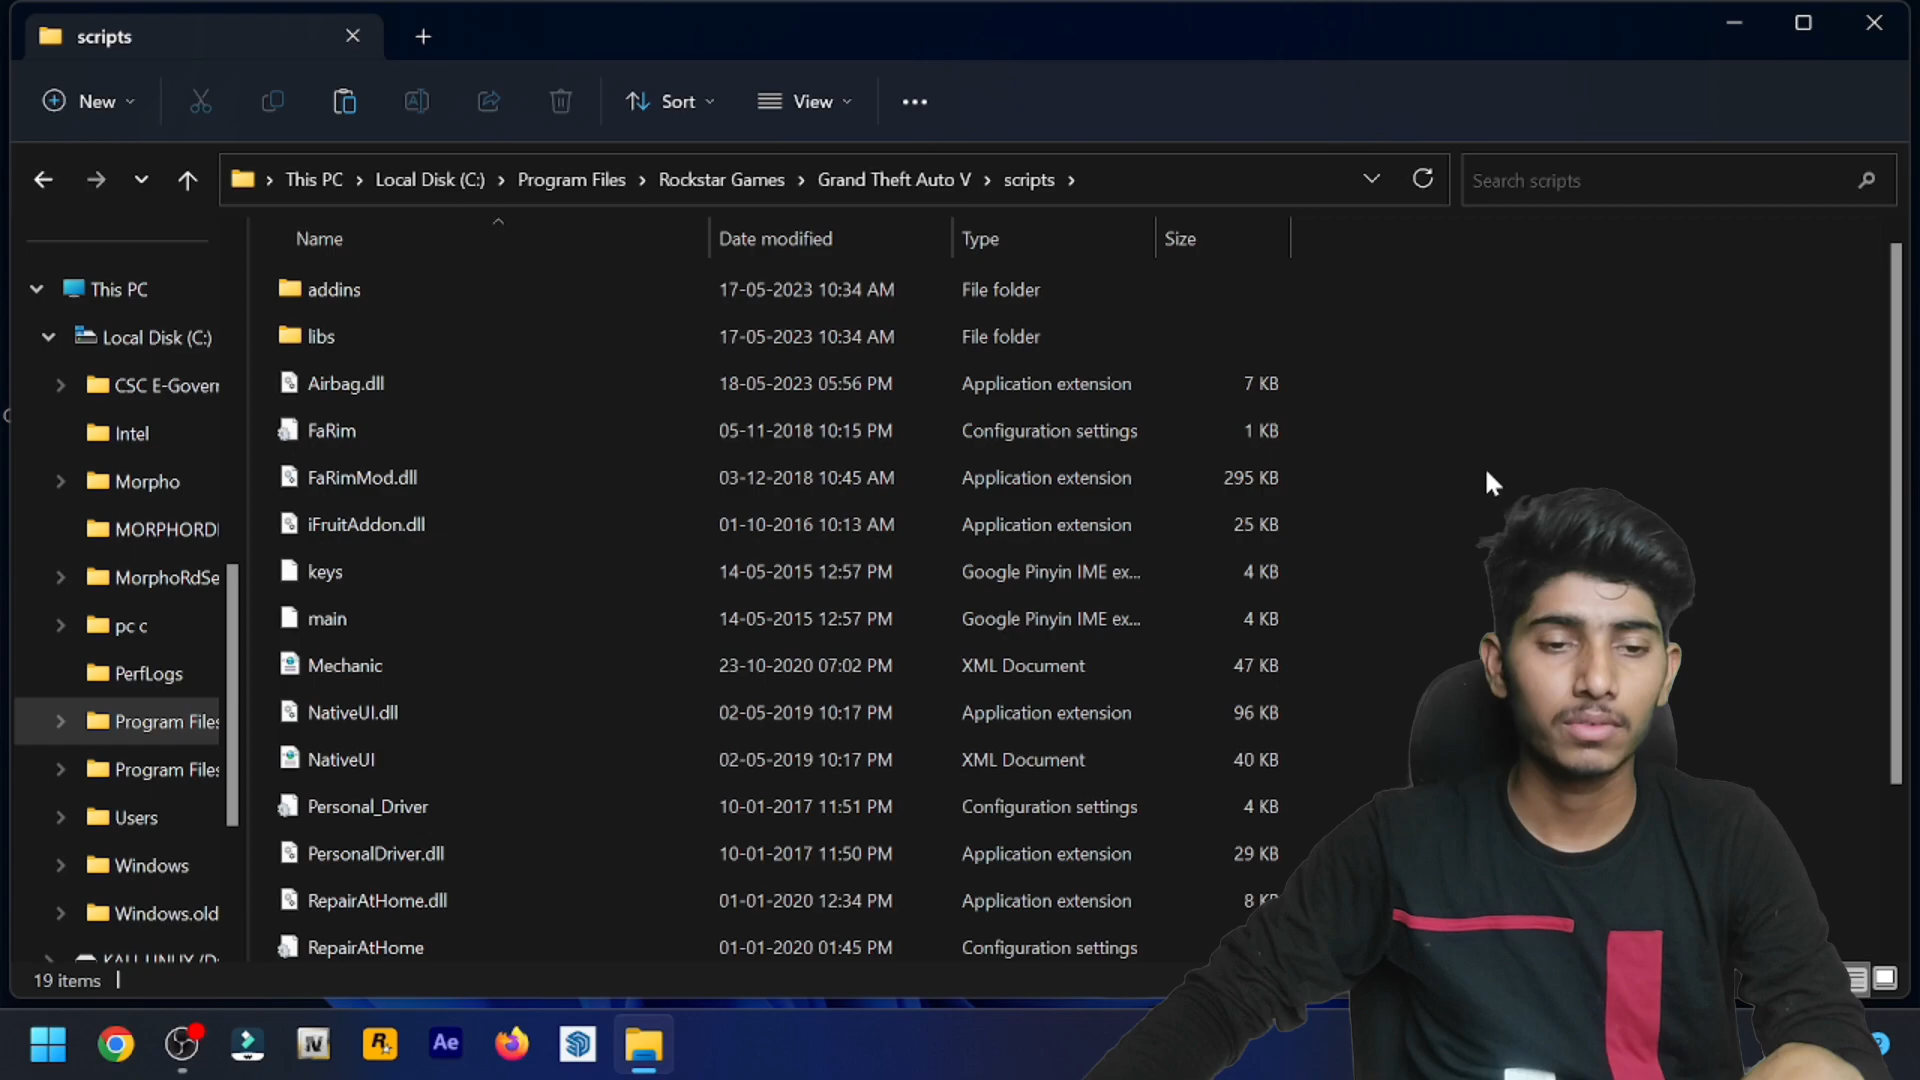 scripts
New
Sort
View
This PC > Local Disk (C:) > Program Files > Rockstar Games > Grand Theft Auto V > scripts >
Search scripts
Name Date modified Type Size
addins 17-05-2023 10:34 AM File folder
libs 17-05-2023 10:34 AM File folder
Airbag.dll 18-05-2023 05:56 PM Application extension 7 KB
FaRim 05-11-2018 10:15 PM Configuration settings 1 KB
FaRimMod.dll 03-12-2018 10:45 AM Application extension 295 KB
iFruitAddon.dll 01-10-2016 10:13 AM Application extension 25 KB
keys 14-05-2015 12:57 PM Google Pinyin IME ex... 4 KB
main 14-05-2015 12:57 PM Google Pinyin IME ex... 4 KB
Mechanic 23-10-2020 07:02 PM XML Document 47 KB
NativeUI.dll 02-05-2019 10:17 PM Application extension 96 KB
NativeUI 02-05-2019 10:17 PM XML Document 40 KB
Personal_Driver 10-01-2017 11:51 PM Configuration settings 4 KB
PersonalDriver.dll 10-01-2017 11:50 PM Application extension 29 KB
RepairAtHome.dll 01-01-2020 12:34 PM Application extension 8 KB
RepairAtHome 01-01-2020 01:45 PM Configuration settings
This PC
Local Disk (C:)
CSC E-Govern
Intel
Morpho
MORPHORD
MorphoRdSe
pc c
PerfLogs
Program Files
Program Files
Users
Windows
Windows.old
KALI LINUX (D:
19 items
IV
R
Ae
2